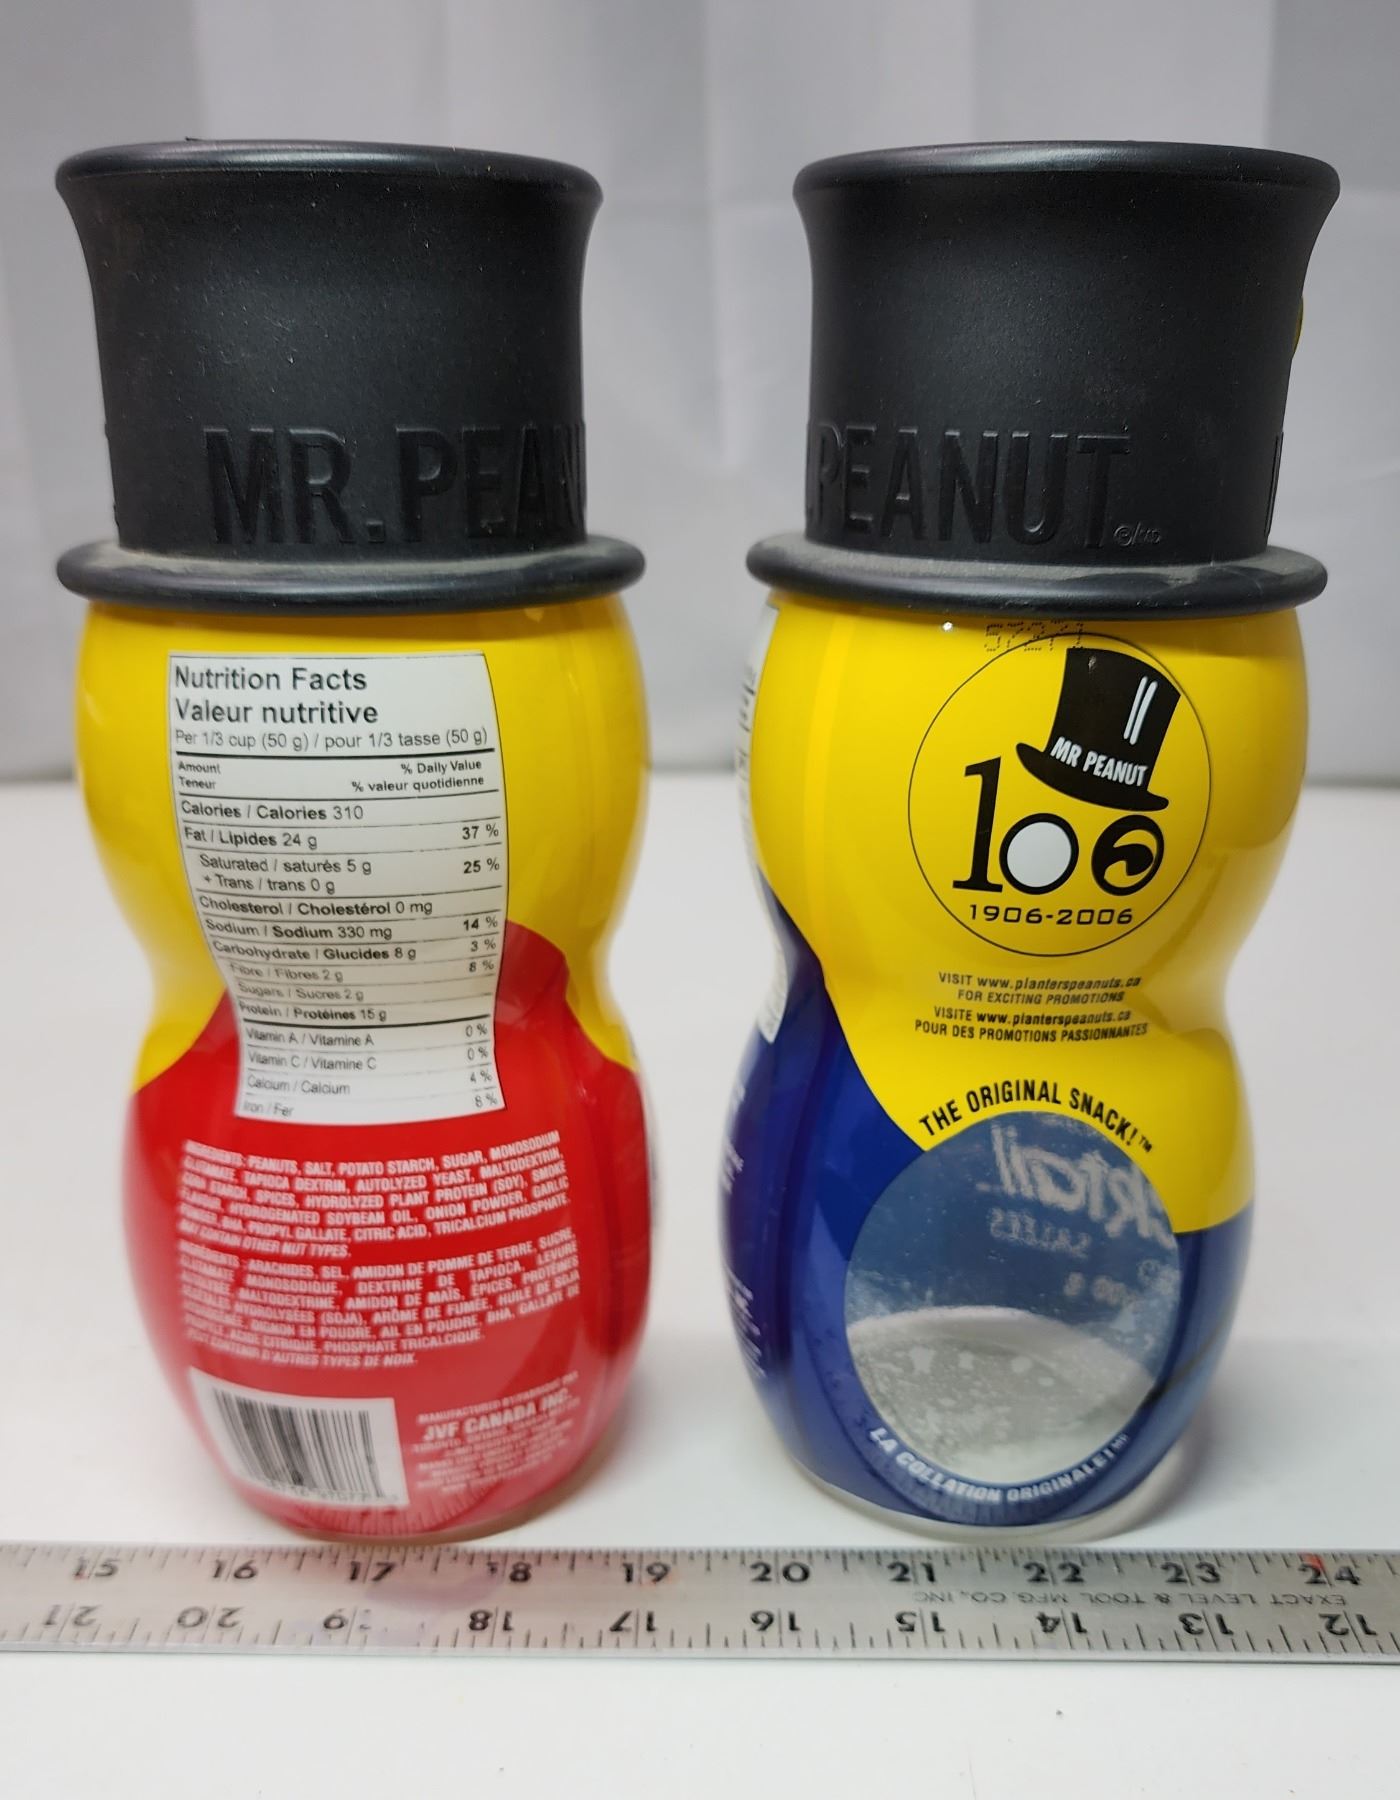 MR. PEAN
Nutrition Facts
Valeur nutritive
Per 1/3 cup (50 g) / pour 1/3 tasse (50 g)
Amount % Daily Value
Teneur % valeur quotidienne
Calories / Calories 310
Fat / Lipides 24 g 37 %
Saturated / saturés 5 g 25 %
+ Trans / trans 0 g
Cholesterol / Cholestérol 0 mg
Sodium / Sodium 330 mg 14 %
Carbohydrate / Glucides 8 g 3 %
Fibre / Fibres 2 g 8 %
Sugars / Sucres 2 g
Protein / Protéines 15 g
Vitamin A / Vitamine A 0 %
Vitamin C / Vitamine C 0 %
Calcium / Calcium 4 %
Iron / Fer 8 %
INGREDIENTS: PEANUTS, SALT, POTATO STARCH, SUGAR, MONOSODIUM
GLUTAMATE, TAPIOCA DEXTRIN, AUTOLYZED YEAST, MALTODEXTRIN,
CORN STARCH, SPICES, HYDROLYZED PLANT PROTEIN (SOY), SMOKE
FLAVOUR, HYDROGENATED SOYBEAN OIL, ONION POWDER, GARLIC
POWDER, BHA, PROPYL GALLATE, CITRIC ACID, TRICALCIUM PHOSPHATE.
MAY CONTAIN OTHER NUT TYPES.
INGRÉDIENTS : ARACHIDES, SEL, AMIDON DE POMME DE TERRE, SUCRE,
GLUTAMATE MONOSODIQUE, DEXTRINE DE TAPIOCA, LEVURE
AUTOLYSÉE, MALTODEXTRINE, AMIDON DE MAÏS, ÉPICES, PROTÉINES
VÉGÉTALES HYDROLYSÉES (SOJA), ARÔME DE FUMÉE, HUILE DE SOJA
HYDROGÉNÉE, OIGNON EN POUDRE, AIL EN POUDRE, BHA, GALLATE DE
PROPYLE, ACIDE CITRIQUE, PHOSPHATE TRICALCIQUE.
PEUT CONTENIR D'AUTRES TYPES DE NOIX.
JVF CANADA INC.
PEANUT ®/MD
MR PEANUT
100
1906-2006
VISIT www.planterspeanuts.ca
FOR EXCITING PROMOTIONS
VISITE www.planterspeanuts.ca
POUR DES PROMOTIONS PASSIONNANTES
THE ORIGINAL SNACK!™
LA COLLATION ORIGINALE! MD
15 16 17 18 19 20 21 22 23 24
EXACT LEVEL & TOOL MFG. CO., INC
21 20 19 18 17 16 15 14 13 12